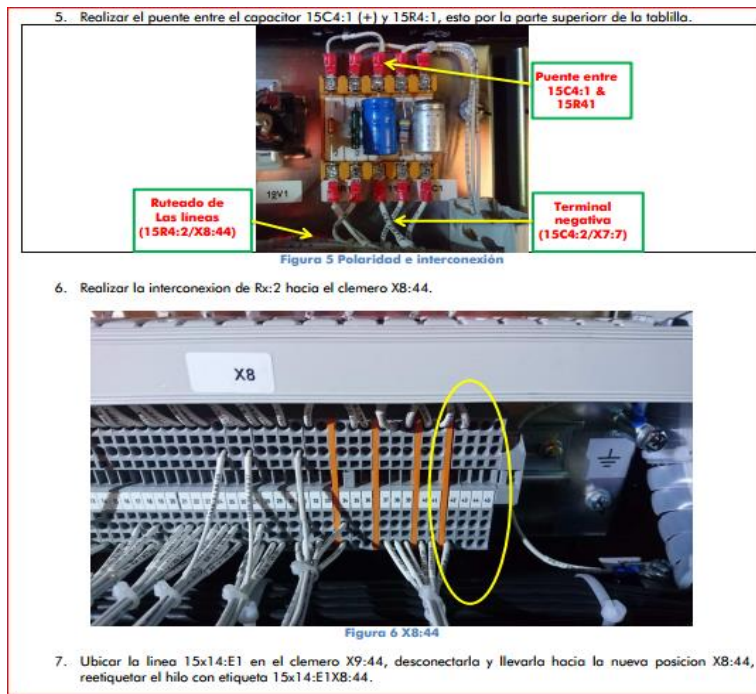 5. Realizar el puente entre el capacitor 15C4:1 (+) y 15R4:1, esto por la parte superiorr de la tablilla.
Puente entre
15C4:1 &
15R41
19V1
Ruteado de
Las líneas
(15R4:2/X8:44)
Terminal
negativa
(15C4:2/X7:7)
Figura 5 Polaridad e interconexión
6. Realizar la interconexion de Rx:2 hacia el clemero X8:44.
X8
Figura 6 X8:44
7. Ubicar la linea 15x14:E1 en el clemero X9:44, desconectarla y llevarla hacia la nueva posicion X8:44,
reetiquetar el hilo con etiqueta 15x14:E1X8:44.